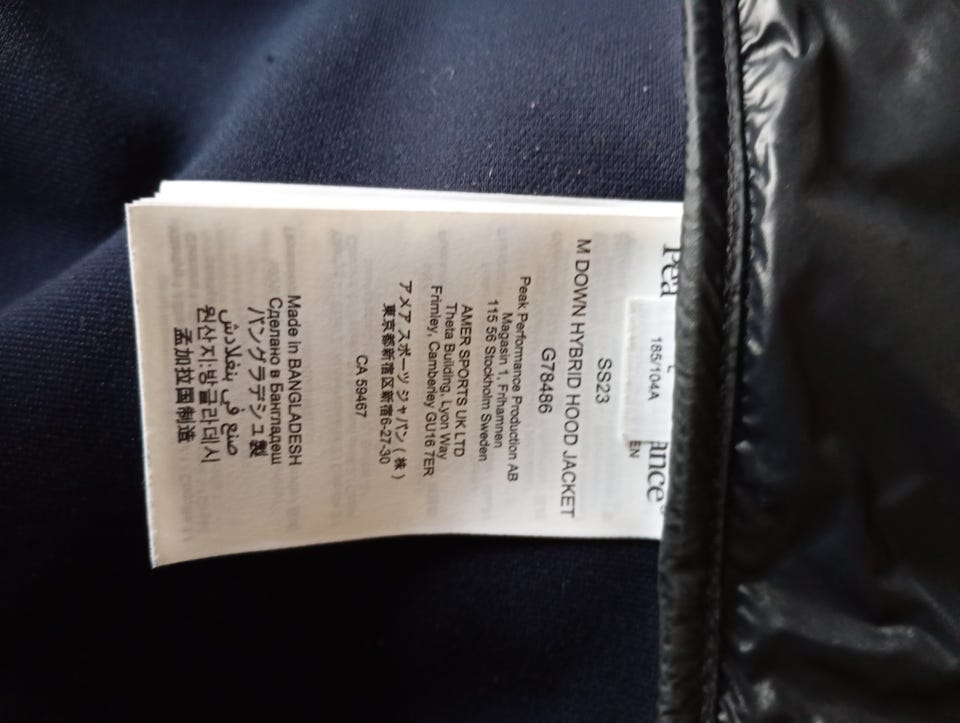 Pea
ance®
185/104A
EN
SS23
G78486
M DOWN HYBRID HOOD JACKET
Peak Performance Production AB
Magasin 1, Frihamnen
115 56 Stockholm Sweden
AMER SPORTS UK LTD
Theta Building, Lyon Way
Frimley, Camberley GU16 7ER
アメア スポーツ ジャパン (株)
東京都新宿区新宿6-27-30
CA 59467
Made in BANGLADESH
Сделано в Бангладеш
バングラデシュ製
صنع في بنغلادش
원산지:방글라데시
孟加拉国制造